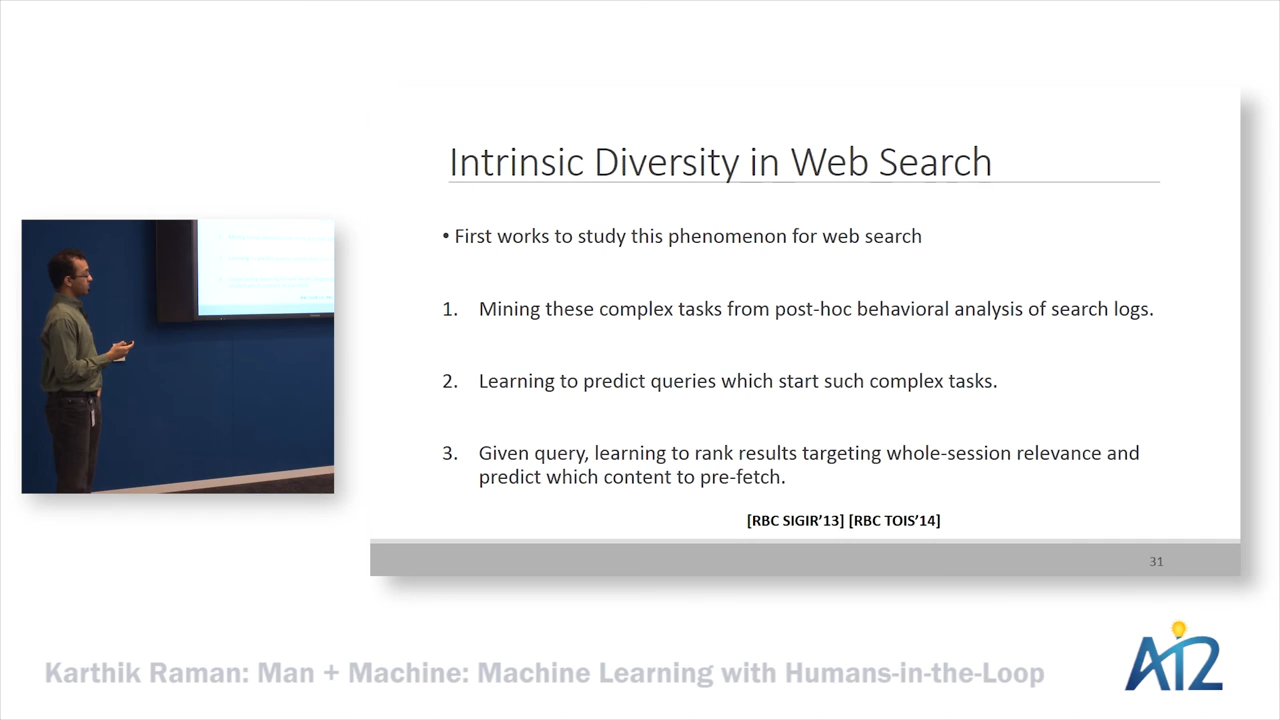 Intrinsic Diversity in Web Search
• First works to study this phenomenon for web search
1. Mining these complex tasks from post-hoc behavioral analysis of search logs.
2. Learning to predict queries which start such complex tasks.
3. Given query, learning to rank results targeting whole-session relevance and
predict which content to pre-fetch.
[RBC SIGIR’13] [RBC TOIS’14]
31
Karthik Raman: Man + Machine: Machine Learning with Humans-in-the-Loop
AI2